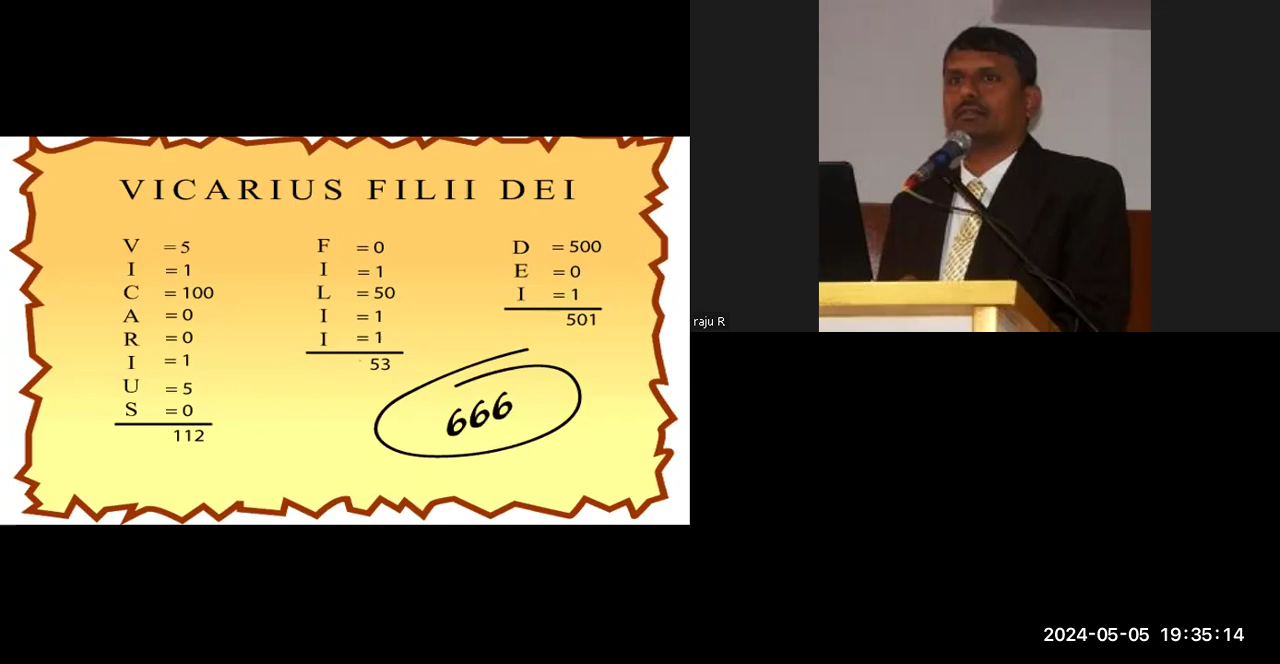 VICARIUS FILII DEI
V = 5
I = 1
C = 100
A = 0
R = 0
I = 1
U = 5
S = 0
112
F = 0
I = 1
L = 50
I = 1
I = 1
53
D = 500
E = 0
I = 1
501
666
raju R
2024-05-05 19:35:14